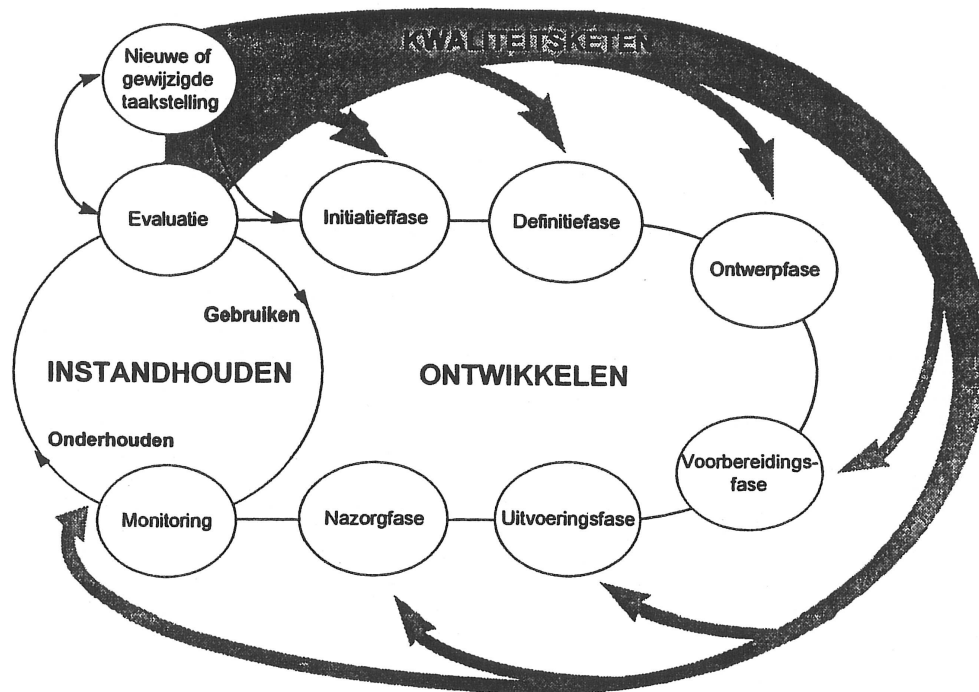 KWALITEITSKETEN
Nieuwe of
gewijzigde
taakstelling
Evaluatie
Initiatieffase
Definitiefase
Ontwerpfase
Gebruiken
INSTANDHOUDEN
ONTWIKKELEN
Onderhouden
Voorbereidings-
fase
Monitoring
Nazorgfase
Uitvoeringsfase